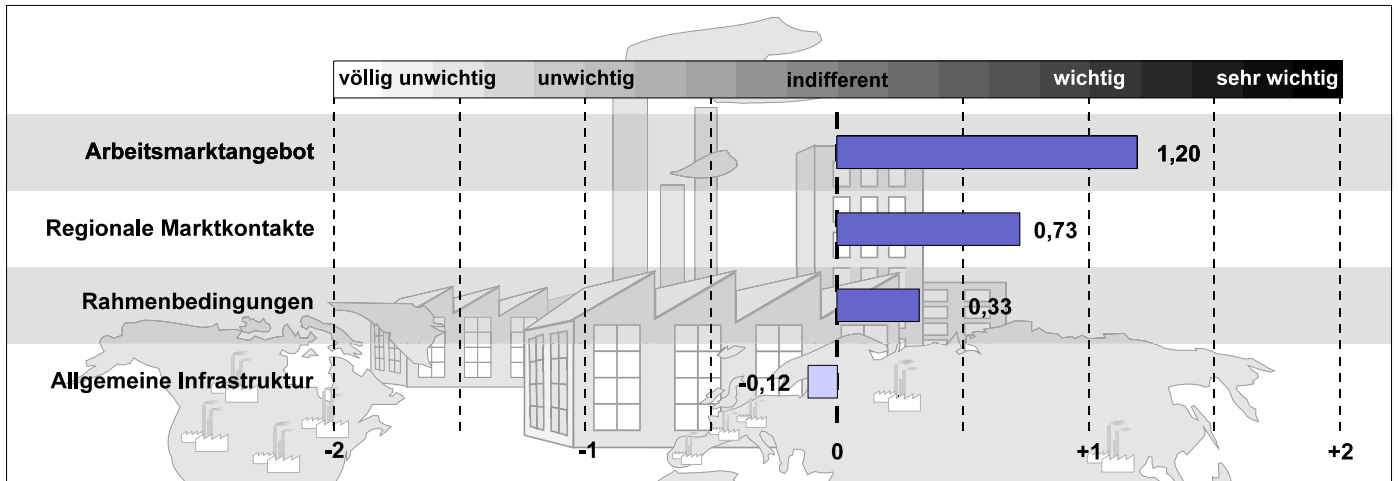 völlig unwichtig unwichtig indifferent wichtig sehr wichtig
Arbeitsmarktangebot 1,20
Regionale Marktkontakte 0,73
Rahmenbedingungen 0,33
Allgemeine Infrastruktur -0,12
-2 -1 0 +1 +2